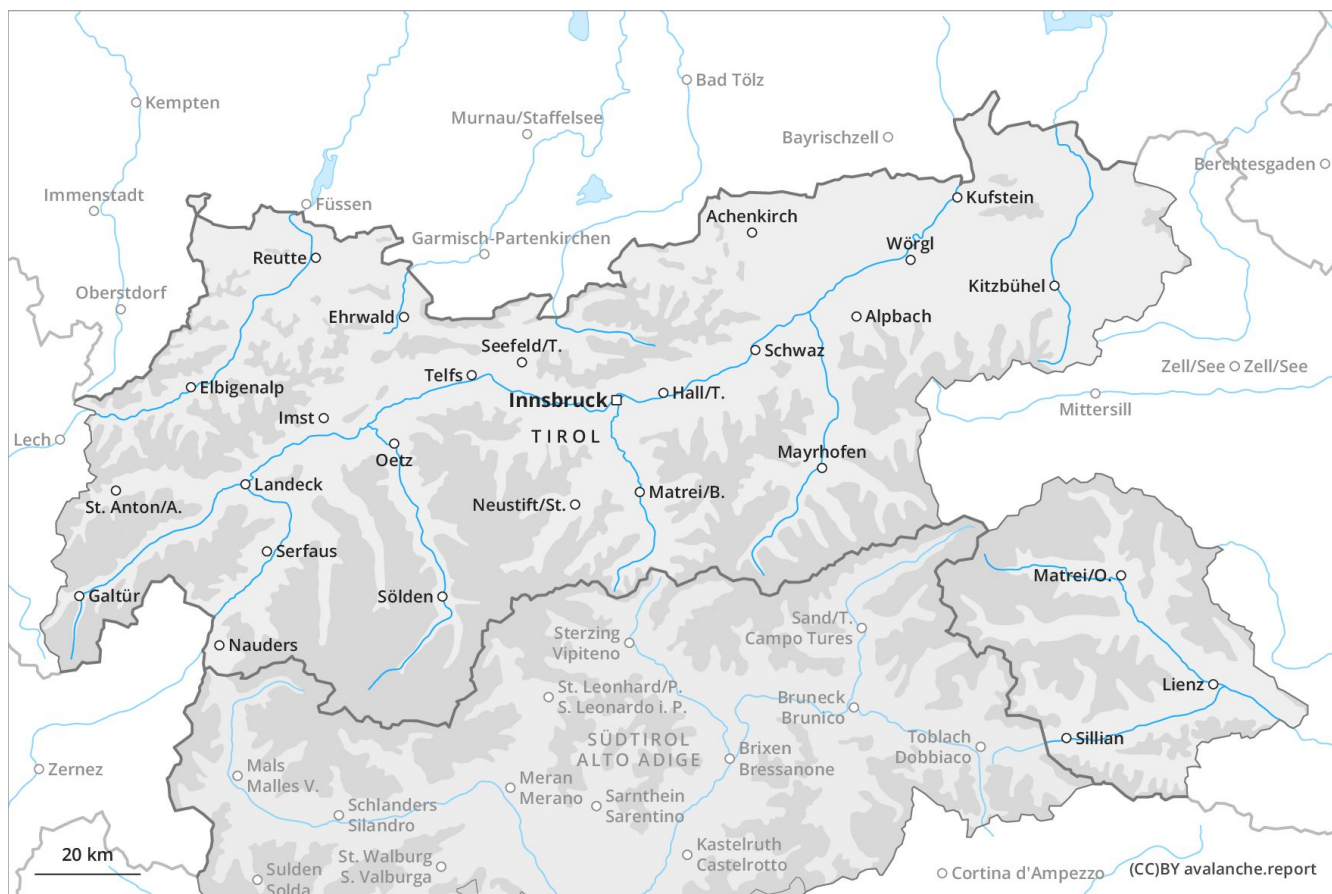 Bad Tölz
Kempten
Murnau/Staffelsee
Bayrischzell
Berchtesgaden
Immenstadt
Füssen
Kufstein
Achenkirch
Garmisch-Partenkirchen
Wörgl
Reutte
Kitzbühel
Oberstdorf
Ehrwald
Alpbach
Seefeld/T.
Schwaz
Telfs
Zell/See
Zell/See
Elbigenalp
Innsbruck
Hall/T.
Mittersill
Imst
Lech
TIROL
Oetz
Mayrhofen
Landeck
St. Anton/A.
Neustift/St.
Matrei/B.
Serfaus
Matrei/O.
Galtür
Sölden
Sand/T.
Campo Tures
Sterzing
Vipiteno
Nauders
Lienz
St. Leonhard/P.
S. Leonardo i. P.
Bruneck
Brunico
SÜDTIROL
ALTO ADIGE
Sillian
Toblach
Dobbiaco
Brixen
Bressanone
Zernez
Mals
Malles V.
Meran
Merano
Sarnthein
Sarentino
Schlanders
Silandro
Kastelruth
Castelrotto
20 km
St. Walburg
S. Valburga
Sulden
Solda
Cortina d'Ampezzo
(CC)BY avalanche.report